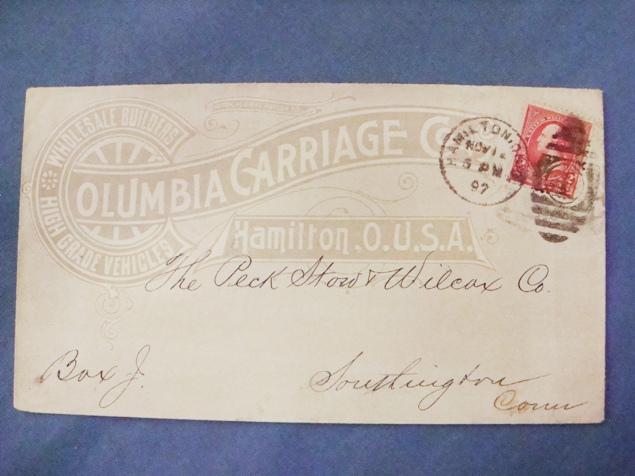 WHOLESALE BUILDERS
HIGH GRADE VEHICLES
COLUMBIA CARRIAGE Co
Hamilton, O. U.S.A.
HAMILTON, O.
NOV 12
5 PM
97
The Peck Stow & Wilcox Co.
Box J.
Southington
Conn